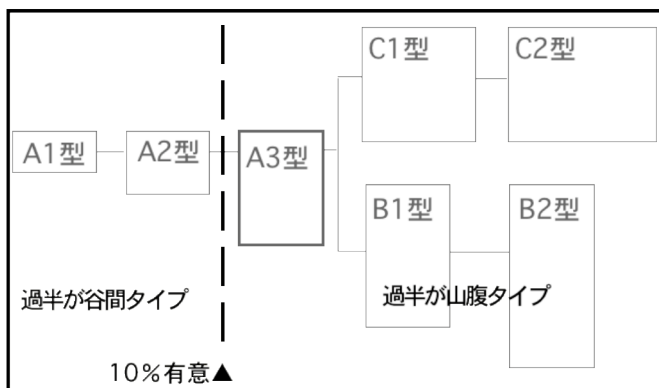 C1型
C2型
A1型
A2型
A3型
B1型
B2型
過半が谷間タイプ
過半が山腹タイプ
10%有意▲